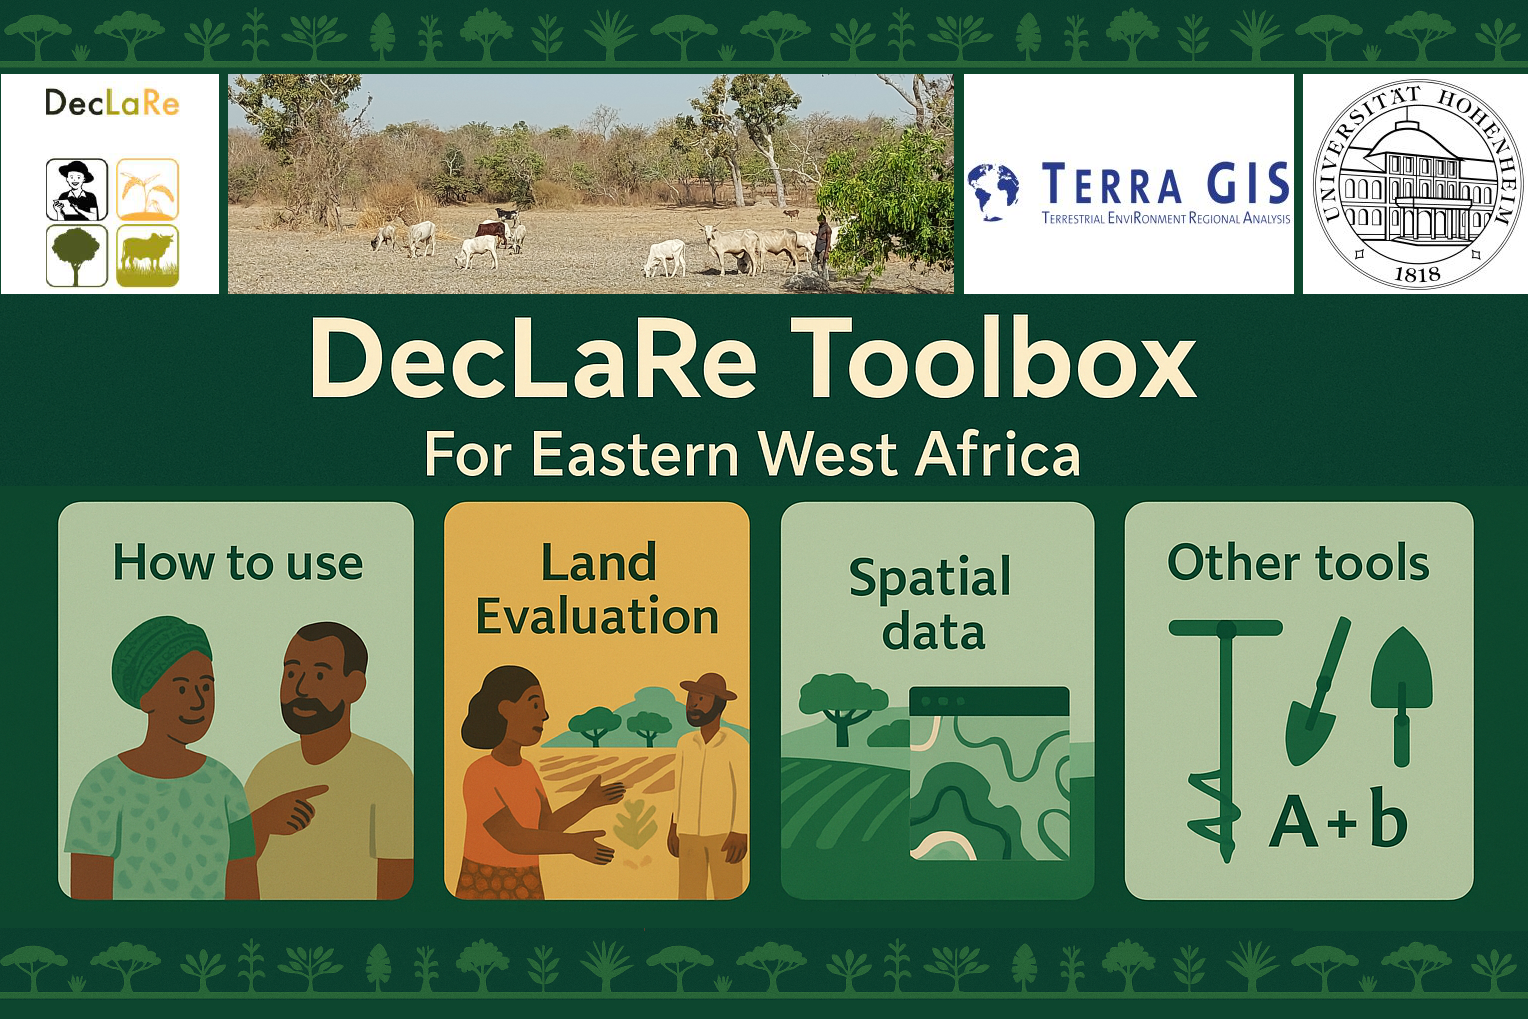 DecLaRe
TERRA GIS
TERRESTRIAL ENVIRONMENT REGIONAL ANALYSIS
UNIVERSITÄT HOHENHEIM
1818
DecLaRe Toolbox
For Eastern West Africa
How to use
Land
Evaluation
Spatial
data
Other tools
A+b